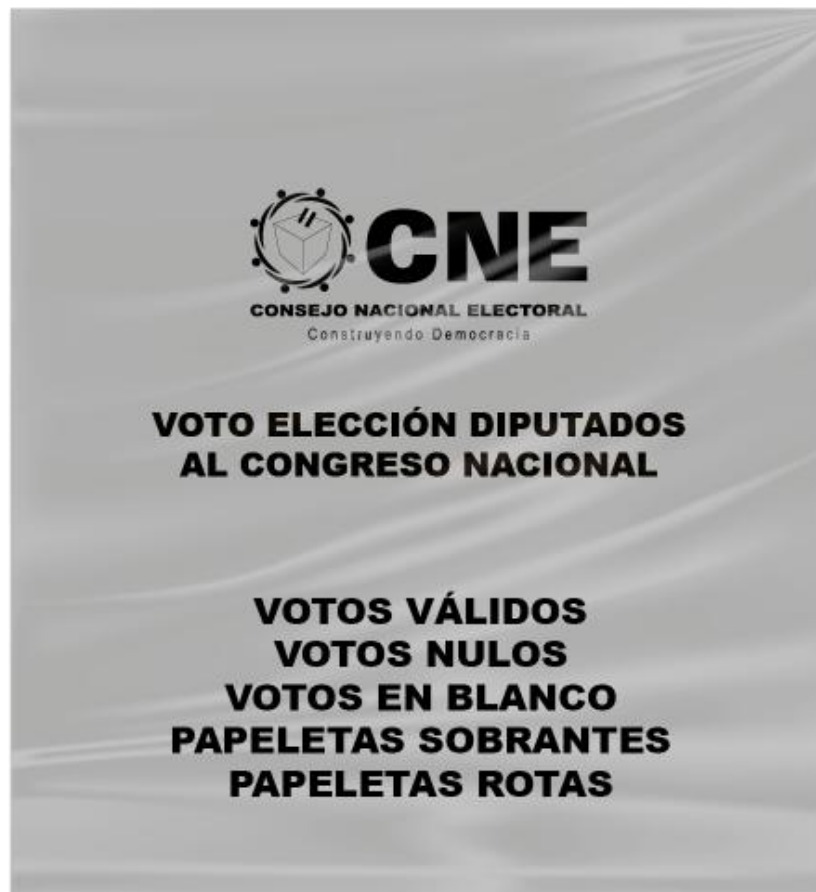 CNE
CONSEJO NACIONAL ELECTORAL
Construyendo Democracia
VOTO ELECCIÓN DIPUTADOS
AL CONGRESO NACIONAL
VOTOS VÁLIDOS
VOTOS NULOS
VOTOS EN BLANCO
PAPELETAS SOBRANTES
PAPELETAS ROTAS